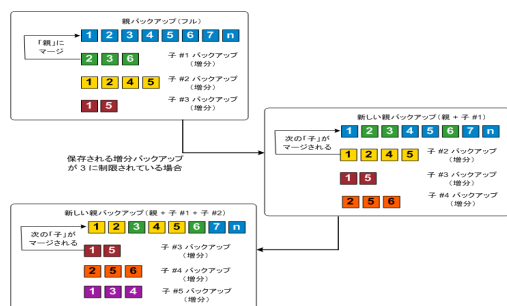 親バックアップ（フル）
「親」に
マージ
1 2 3 4 5 6 7 n
2 3 6
子 #1 バックアップ
（増分）
1 2 4 5
子 #2 バックアップ
（増分）
1 5
子 #3 バックアップ
（増分）
保存される増分バックアップ
が 3 に制限されている場合
新しい親バックアップ（親 + 子 #1）
次の「子」が
マージされる
1 2 3 4 5 6 7 n
1 2 4 5
子 #2 バックアップ
（増分）
1 5
子 #3 バックアップ
（増分）
2 5 6
子 #4 バックアップ
（増分）
新しい親バックアップ（親 + 子 #1 + 子 #2）
次の「子」が
マージされる
1 2 3 4 5 6 7 n
1 5
子 #3 バックアップ
（増分）
2 5 6
子 #4 バックアップ
（増分）
1 3 4
子 #5 バックアップ
（増分）